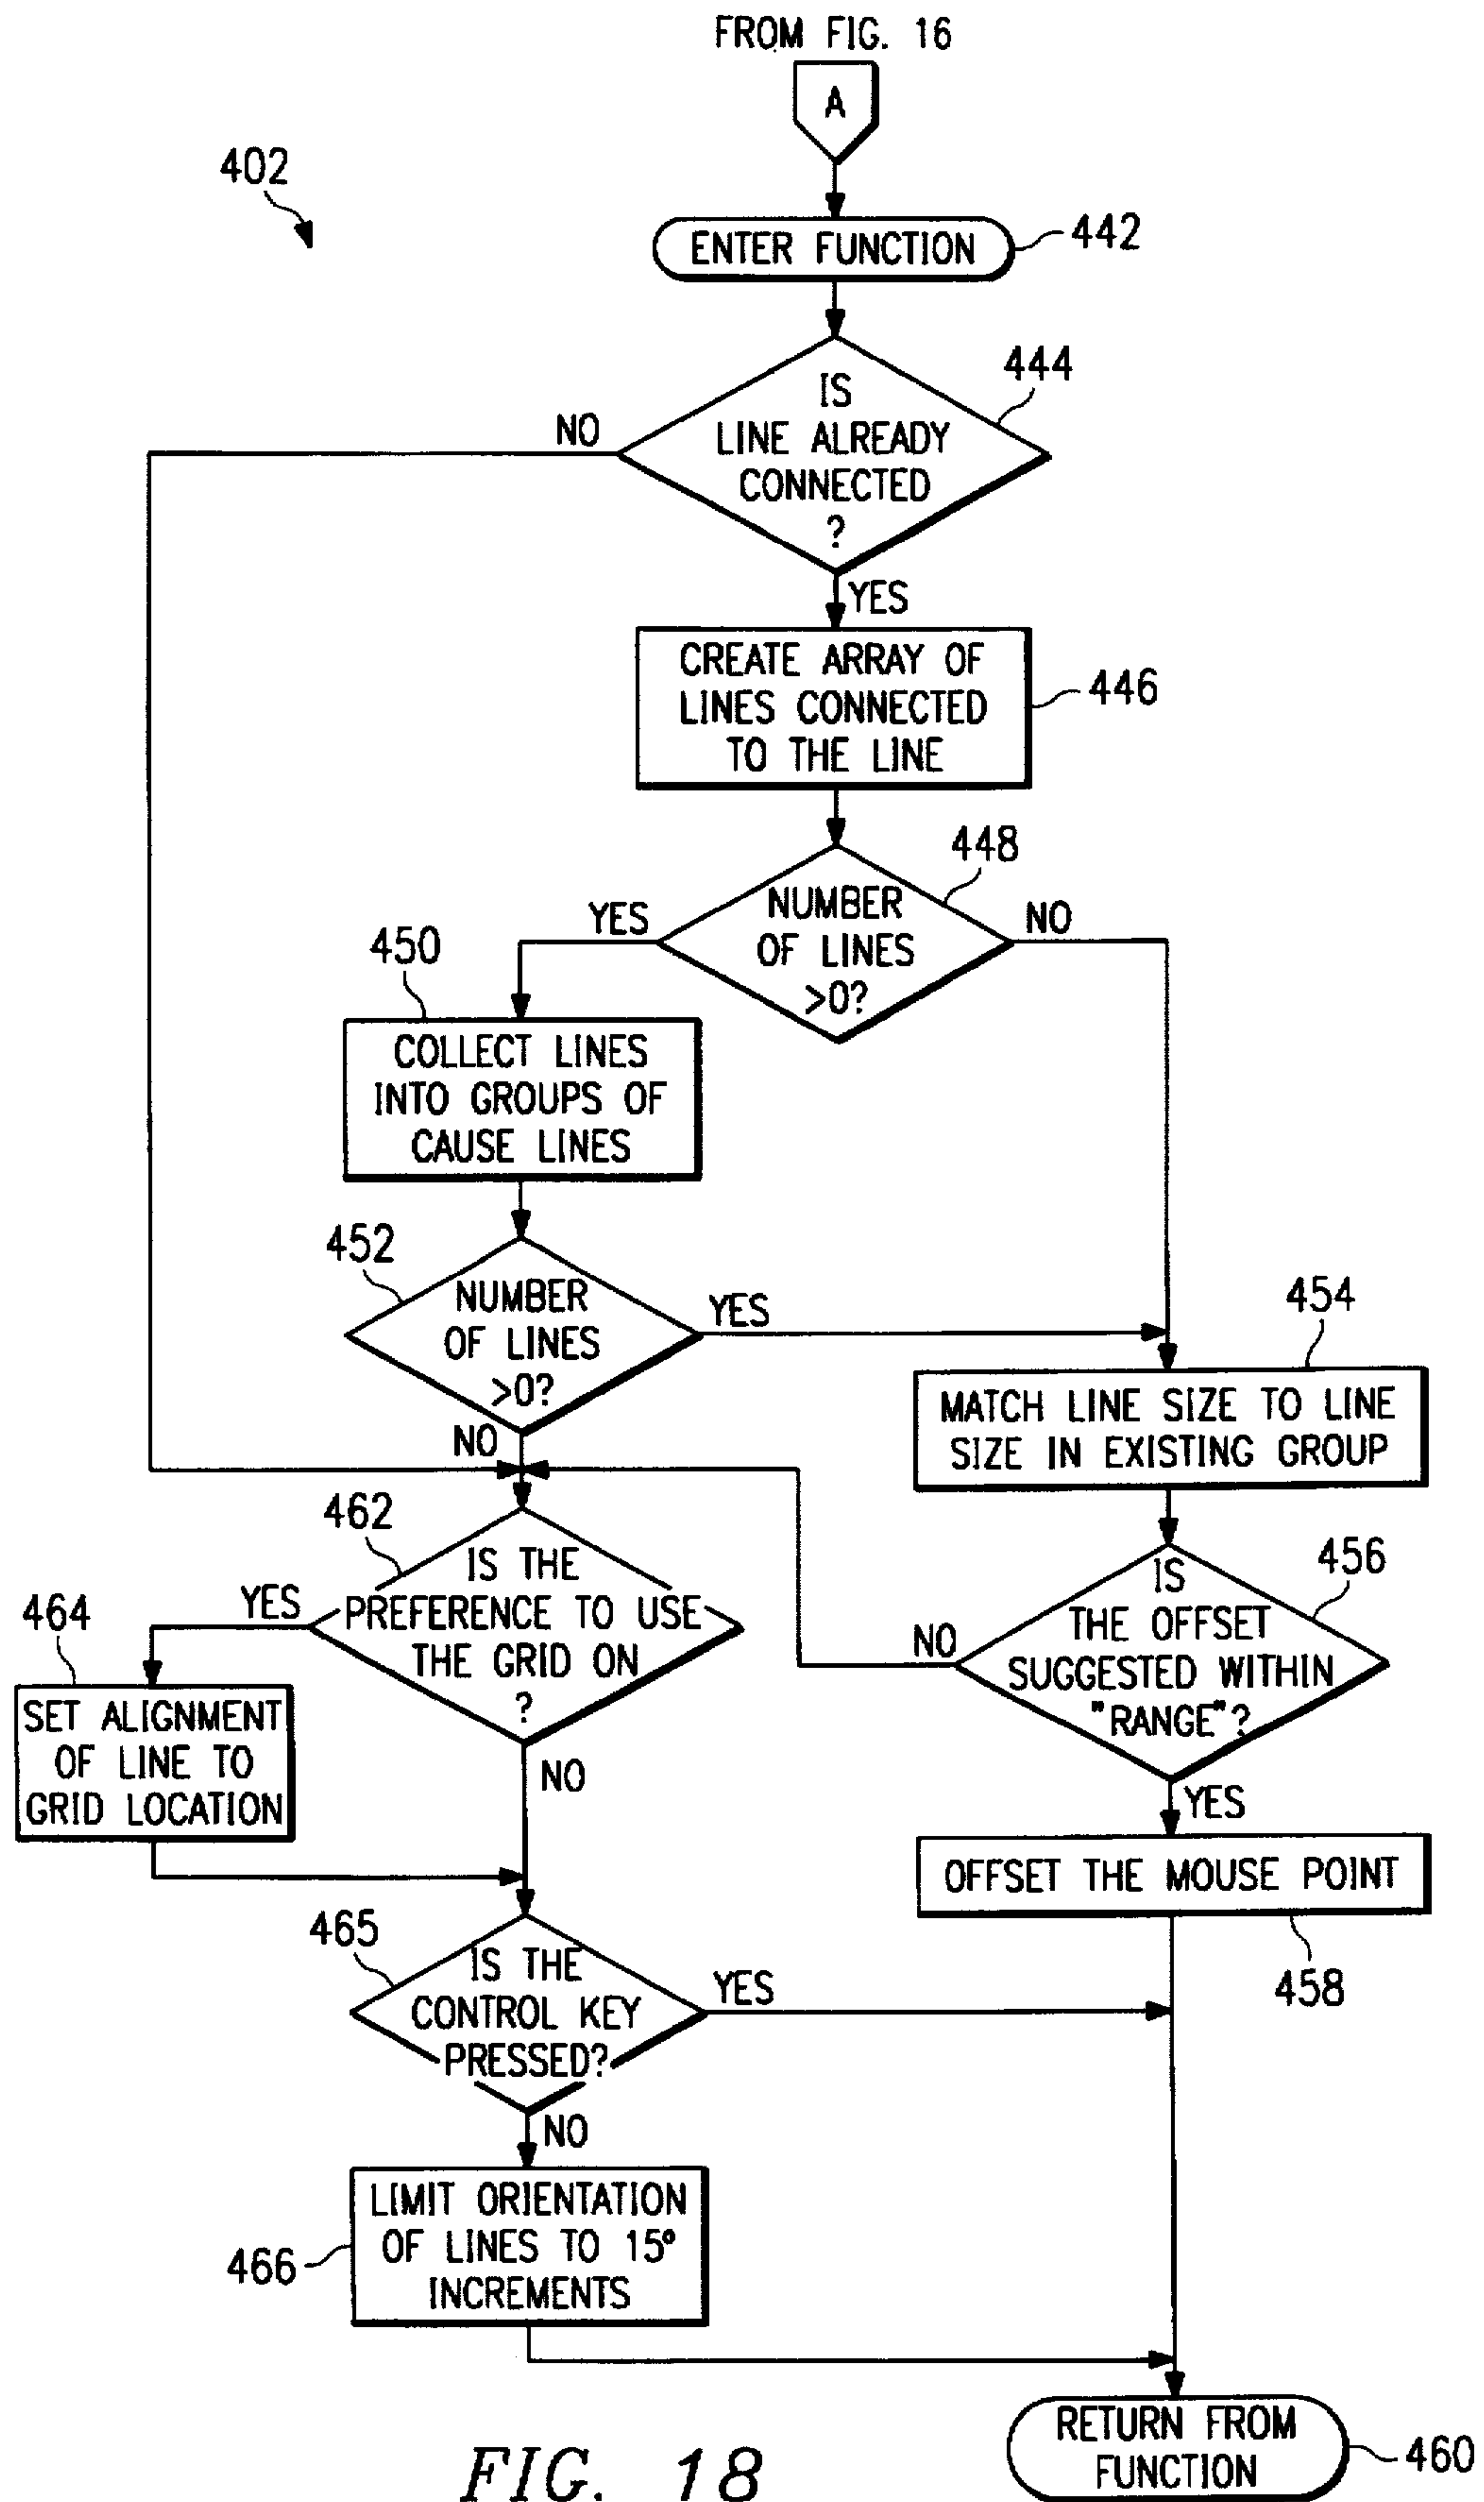 FROM FIG. 16
A
402
ENTER FUNCTION
442
444
IS
LINE ALREADY
CONNECTED
?
NO
YES
CREATE ARRAY OF
LINES CONNECTED
TO THE LINE
446
448
NUMBER
OF LINES
>0?
YES
NO
450
COLLECT LINES
INTO GROUPS OF
CAUSE LINES
452
NUMBER
OF LINES
>0?
YES
NO
454
MATCH LINE SIZE TO LINE
SIZE IN EXISTING GROUP
456
IS
THE OFFSET
SUGGESTED WITHIN
"RANGE"?
NO
YES
OFFSET THE MOUSE POINT
458
462
IS THE
PREFERENCE TO USE
THE GRID ON
?
YES
NO
464
SET ALIGNMENT
OF LINE TO
GRID LOCATION
465
IS THE
CONTROL KEY
PRESSED?
YES
NO
LIMIT ORIENTATION
OF LINES TO 15º
INCREMENTS
466
RETURN FROM
FUNCTION
460
FIG. 18